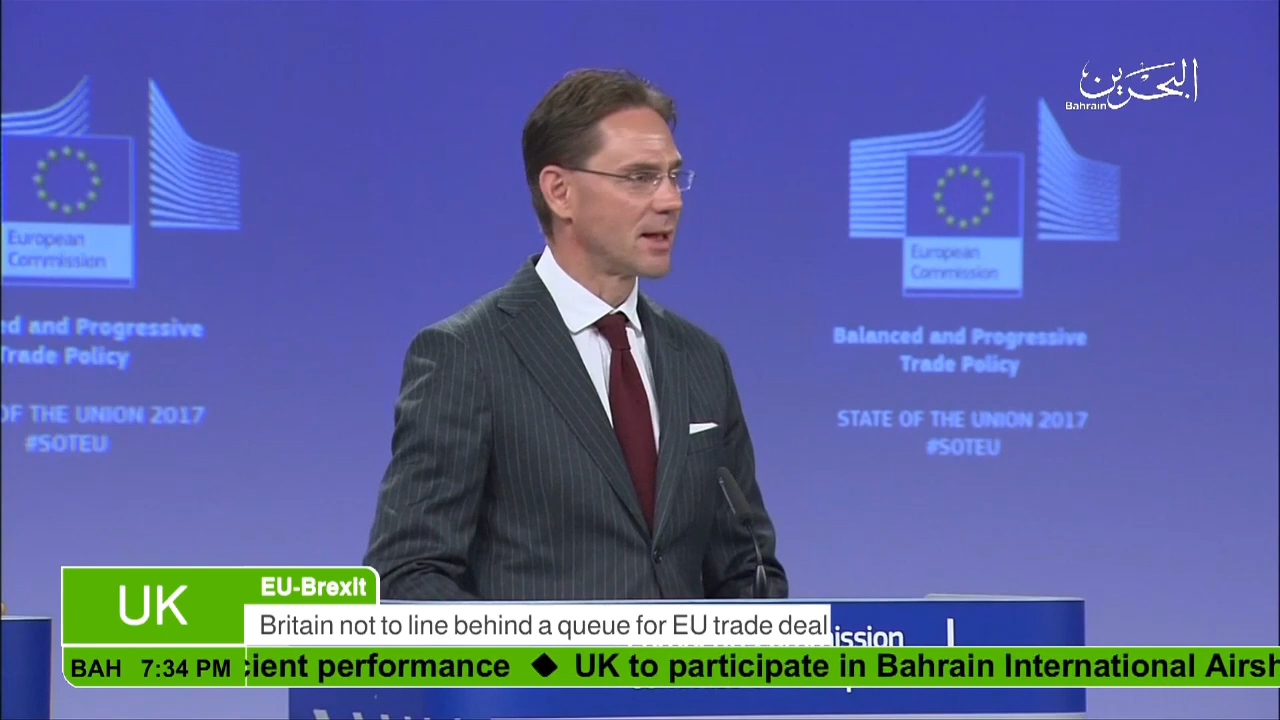 البحرين
Bahrain
European
Commission
European
Commission
ed and Progressive
Trade Policy
OF THE UNION 2017
#SOTEU
Balanced and Progressive
Trade Policy
STATE OF THE UNION 2017
#SOTEU
UK
EU-Brexit
Britain not to line behind a queue for EU trade deal
ission
BAH 7:34 PM
cient performance ◆ UK to participate in Bahrain International Airsh